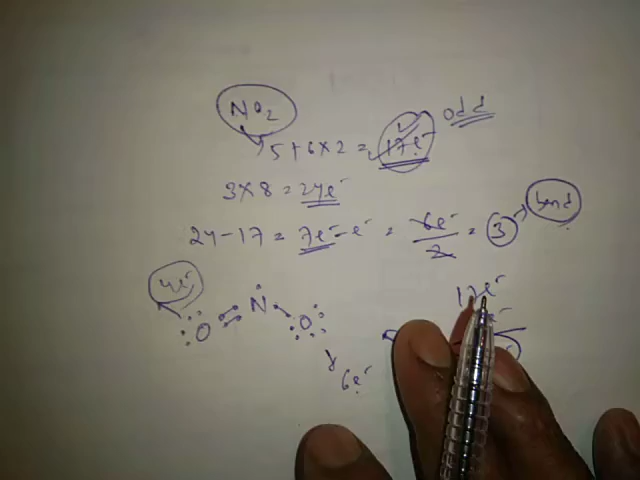 NO2
5+6×2 = 17e⁻ odd
3×8 = 24e⁻
24-17 = 7e⁻-e⁻ = 6e⁻/2 = 3 bond
4e⁻
:O = N - O:
6e⁻
17e⁻
e⁻